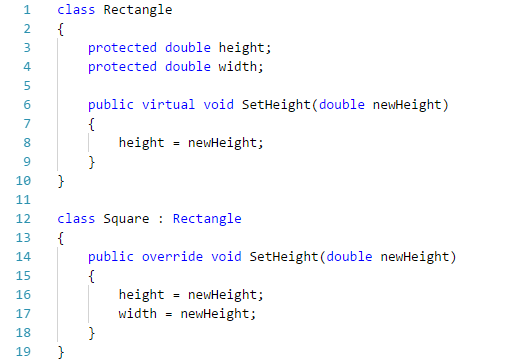 1 class Rectangle
2 {
3     protected double height;
4     protected double width;
5
6     public virtual void SetHeight(double newHeight)
7     {
8         height = newHeight;
9     }
10 }
11
12 class Square : Rectangle
13 {
14     public override void SetHeight(double newHeight)
15     {
16         height = newHeight;
17         width = newHeight;
18     }
19 }